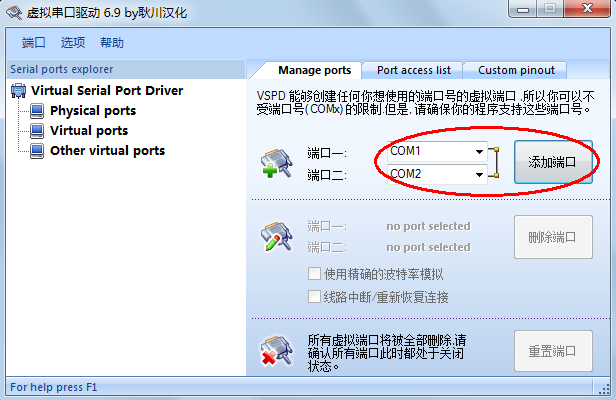 虚拟串口驱动 6.9 by耿川汉化
端口 选项 帮助
Serial ports explorer
Virtual Serial Port Driver
Physical ports
Virtual ports
Other virtual ports
Manage ports Port access list Custom pinout
VSPD 能够创建任何你想使用的端口号的虚拟端口 ,所以你可以不
受端口号(COMx)的限制.但是, 请确保你的程序支持这些端口号。
端口一: COM1
端口二: COM2
添加端口
端口一: no port selected
端口二: no port selected
删除端口
使用精确的波特率模拟
线路中断/重新恢复连接
所有虚拟端口将被全部删除.请
确认所有端口此时都处于关闭
状态。
重置端口
For help press F1